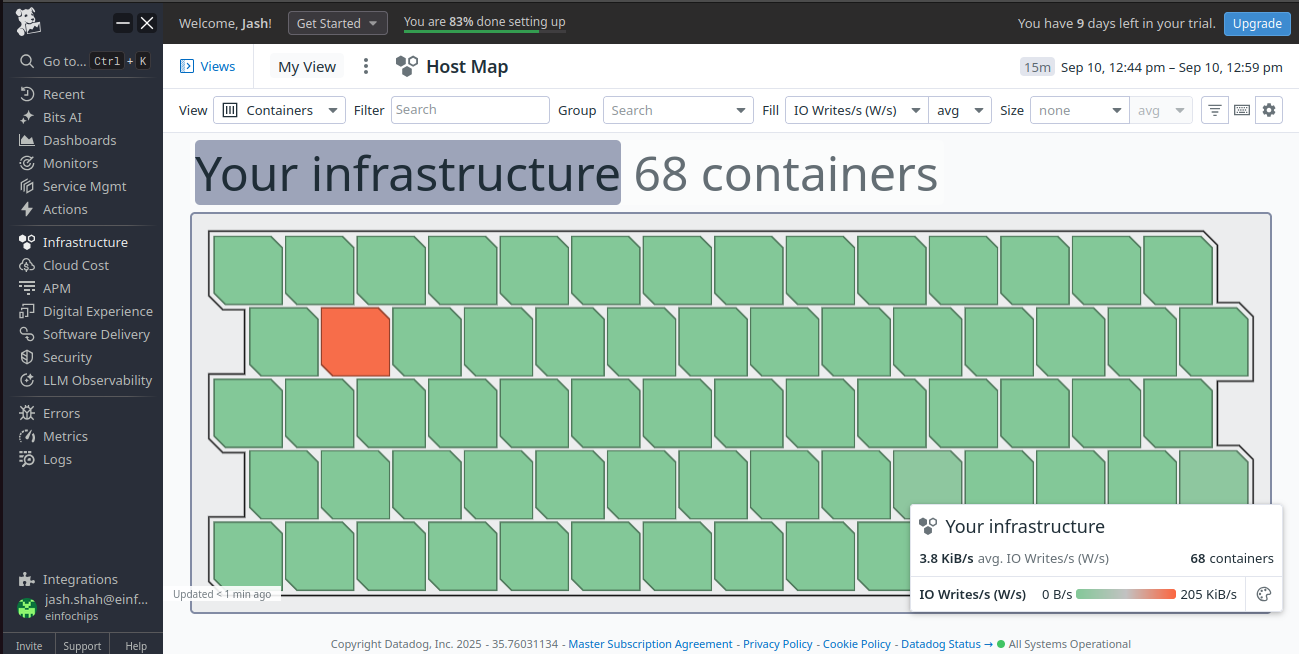 Welcome, Jash!
Get Started
You are 83% done setting up
You have 9 days left in your trial.
Upgrade
Go to... Ctrl + K
Recent
Bits AI
Dashboards
Monitors
Service Mgmt
Actions
Infrastructure
Cloud Cost
APM
Digital Experience
Software Delivery
Security
LLM Observability
Errors
Metrics
Logs
Integrations
jash.shah@einf...
einfochips
Invite
Support
Help
Views
My View
Host Map
15m Sep 10, 12:44 pm – Sep 10, 12:59 pm
View Containers Filter Search Group Search Fill IO Writes/s (W/s) avg Size none avg
Your infrastructure 68 containers
Updated < 1 min ago
Your infrastructure
3.8 KiB/s avg. IO Writes/s (W/s) 68 containers
IO Writes/s (W/s) 0 B/s 205 KiB/s
Copyright Datadog, Inc. 2025 - 35.76031134 - Master Subscription Agreement - Privacy Policy - Cookie Policy - Datadog Status → All Systems Operational